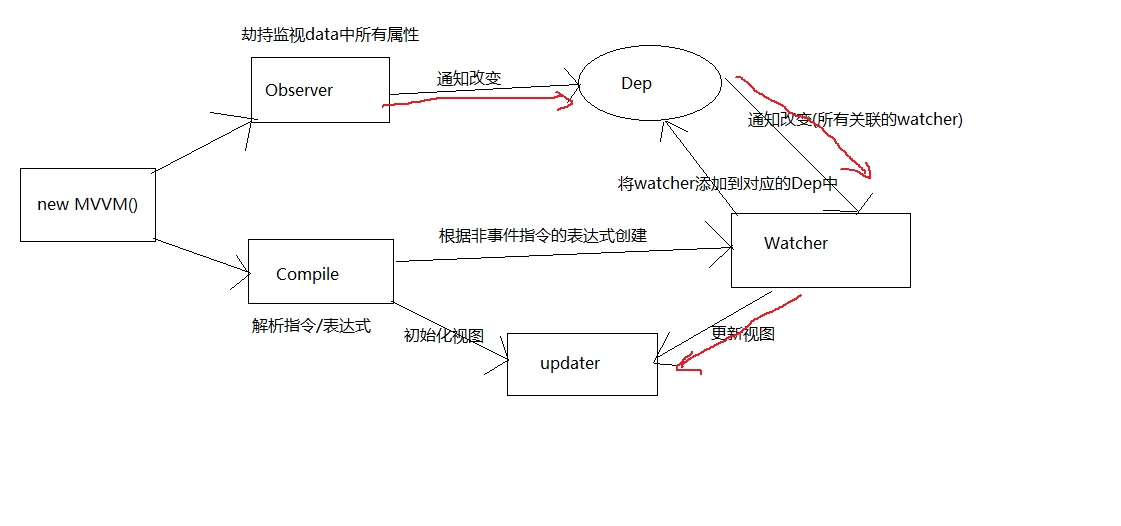 劫持监视data中所有属性
Observer
通知改变
Dep
通知改变(所有关联的watcher)
new MVVM()
将watcher添加到对应的Dep中
根据非事件指令的表达式创建
Watcher
Compile
解析指令/表达式
初始化视图
更新视图
updater